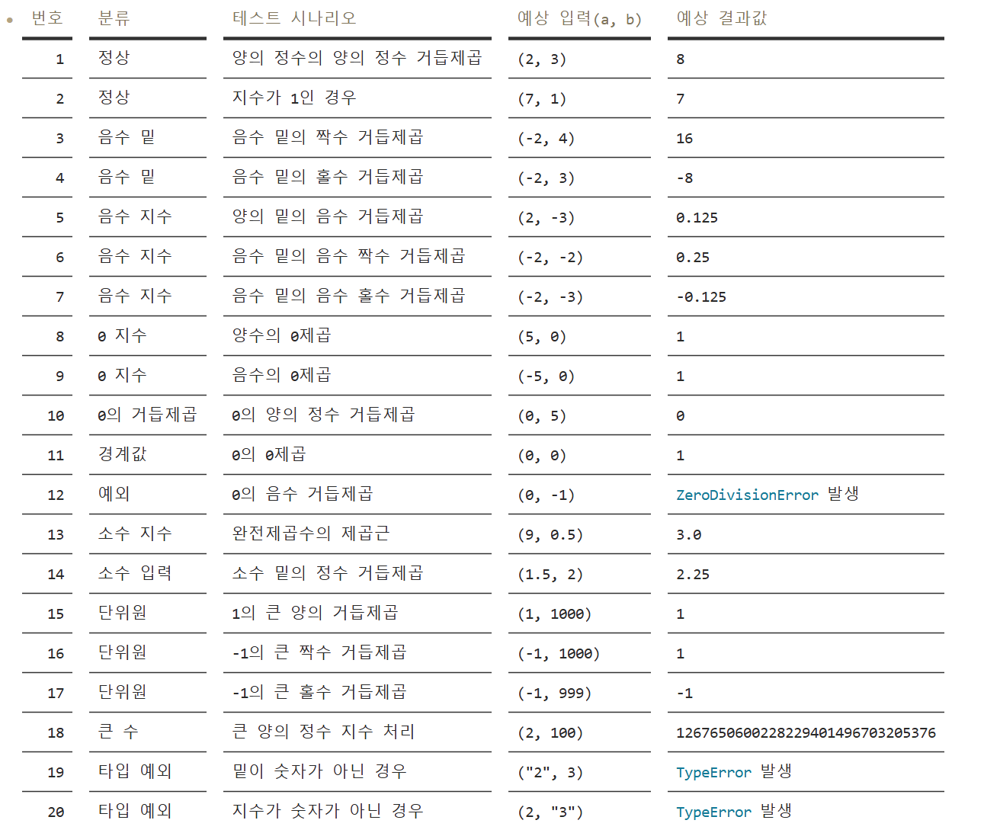 번호 분류 테스트 시나리오 예상 입력(a, b) 예상 결과값
1 정상 양의 정수의 양의 정수 거듭제곱 (2, 3) 8
2 정상 지수가 1인 경우 (7, 1) 7
3 음수 밑 음수 밑의 짝수 거듭제곱 (-2, 4) 16
4 음수 밑 음수 밑의 홀수 거듭제곱 (-2, 3) -8
5 음수 지수 양의 밑의 음수 거듭제곱 (2, -3) 0.125
6 음수 지수 음수 밑의 음수 짝수 거듭제곱 (-2, -2) 0.25
7 음수 지수 음수 밑의 음수 홀수 거듭제곱 (-2, -3) -0.125
8 0 지수 양수의 0제곱 (5, 0) 1
9 0 지수 음수의 0제곱 (-5, 0) 1
10 0의 거듭제곱 0의 양의 정수 거듭제곱 (0, 5) 0
11 경계값 0의 0제곱 (0, 0) 1
12 예외 0의 음수 거듭제곱 (0, -1) ZeroDivisionError 발생
13 소수 지수 완전제곱수의 제곱근 (9, 0.5) 3.0
14 소수 입력 소수 밑의 정수 거듭제곱 (1.5, 2) 2.25
15 단위원 1의 큰 양의 거듭제곱 (1, 1000) 1
16 단위원 -1의 큰 짝수 거듭제곱 (-1, 1000) 1
17 단위원 -1의 큰 홀수 거듭제곱 (-1, 999) -1
18 큰 수 큰 양의 정수 지수 처리 (2, 100) 1267650600228229401496703205376
19 타입 예외 밑이 숫자가 아닌 경우 ("2", 3) TypeError 발생
20 타입 예외 지수가 숫자가 아닌 경우 (2, "3") TypeError 발생